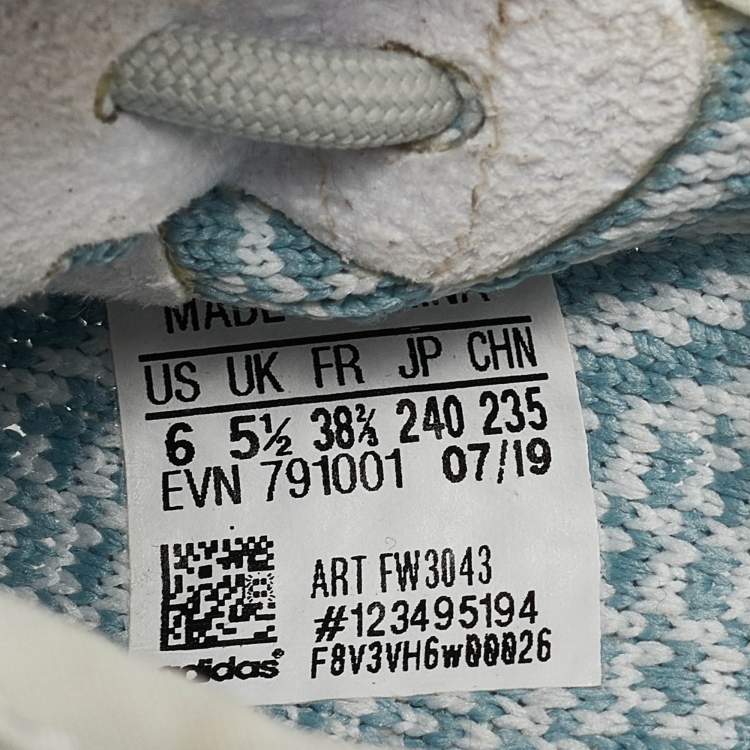 MADE
US UK FR JP CHN
6 5½ 38⅔ 240 235
EVN 791001 07/19
ART FW3043
#123495194
adidas®